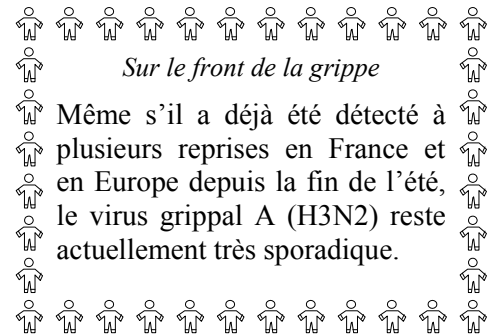 Sur le front de la grippe
Même s'il a déjà été détecté à
plusieurs reprises en France et
en Europe depuis la fin de l'été,
le virus grippal A (H3N2) reste
actuellement très sporadique.